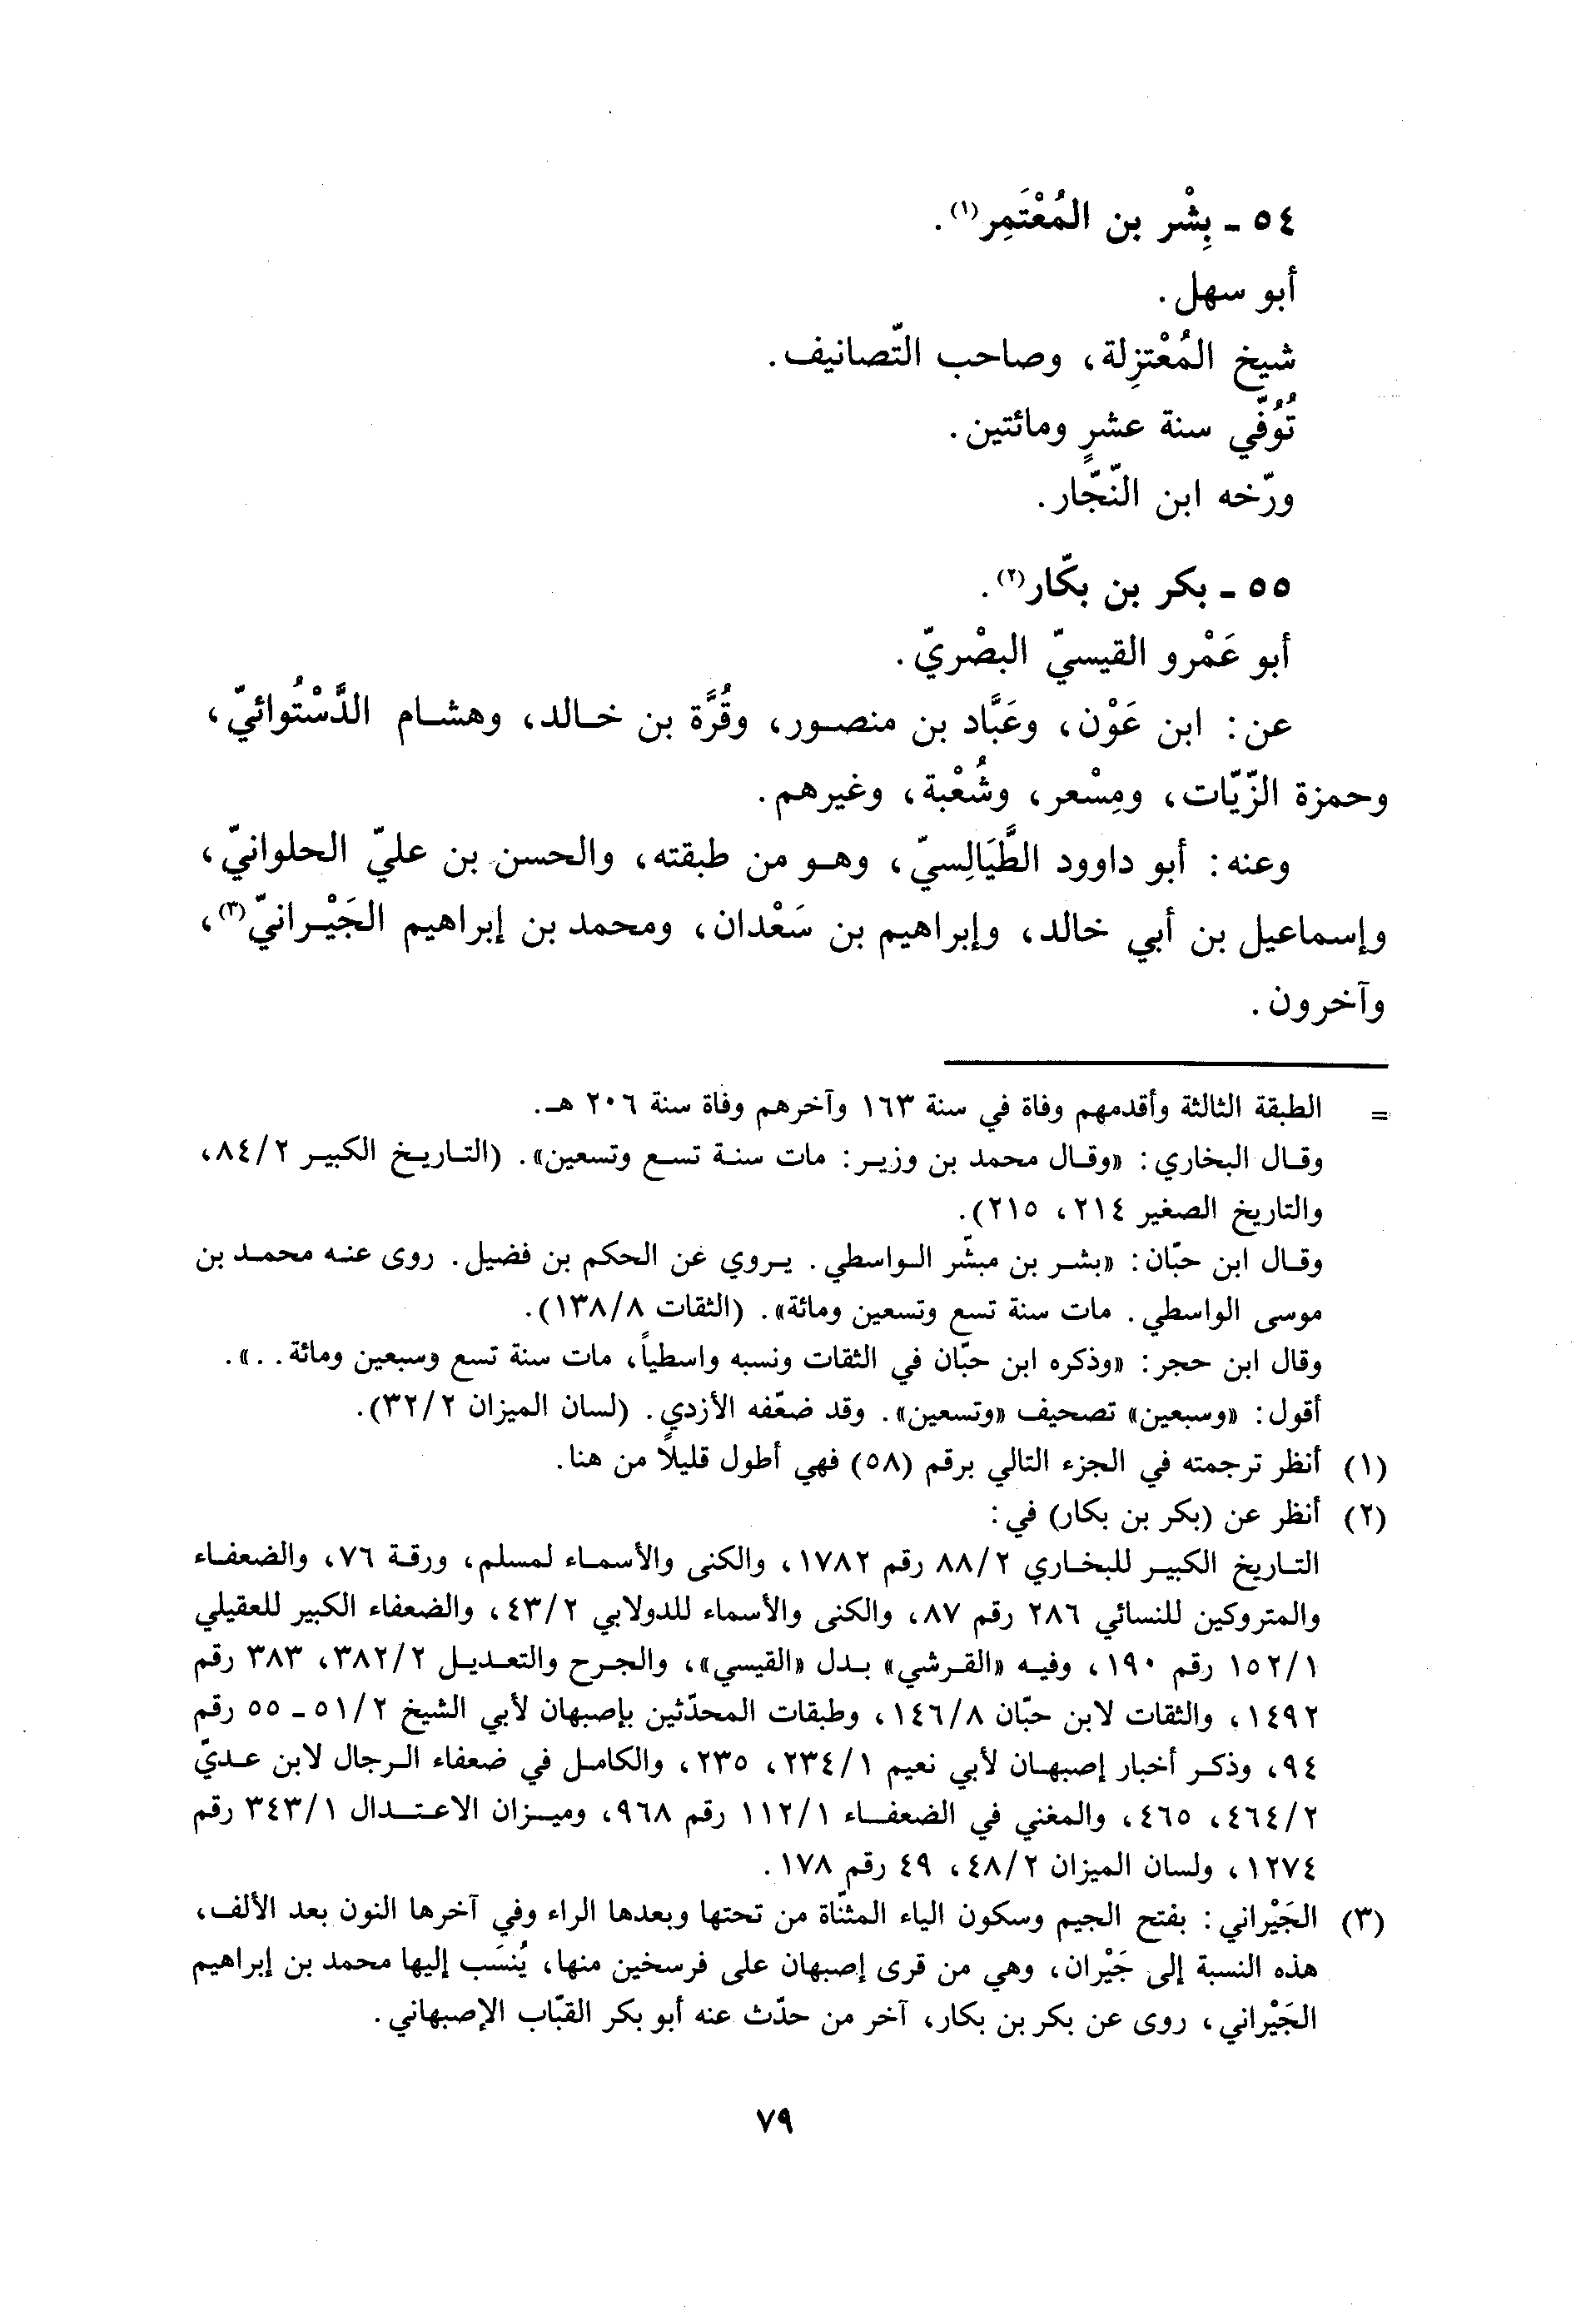 ٥٤ ـ بِشْر بن المُعْتَمِر(١).
أبو سهل.
شيخ المُعْتزِلة، وصاحب التّصانيف.
تُوُفّي سنة عشرٍ ومائتين.
ورّخه ابن النّجّار.
٥٥ ـ بكر بن بكّار(٢).
أبو عَمْرو القيسيّ البصْريّ.
عن: ابن عَوْن، وعَبَّاد بن منصور، وقُرَّة بن خالد، وهشام الدَّسْتُوائيّ،
وحمزة الزّيّات، ومِسْعر، وشُعْبة، وغيرهم.
وعنه: أبو داوود الطَّيَالِسيّ، وهو من طبقته، والحسن بن عليّ الحلوانيّ،
وإسماعيل بن أبي خالد، وإبراهيم بن سَعْدان، ومحمد بن إبراهيم الجَيْرانيّ(٣)،
وآخرون.
= الطبقة الثالثة وأقدمهم وفاة في سنة ١٦٣ وآخرهم وفاة سنة ٢٠٦ هـ.
وقال البخاري: «وقال محمد بن وزير: مات سنة تسع وتسعين». (التاريخ الكبير ٨٤/٢،
والتاريخ الصغير ٢١٤، ٢١٥).
وقال ابن حبّان: «بشر بن مبشّر الواسطي. يروي عن الحكم بن فضيل. روى عنه محمد بن
موسى الواسطي. مات سنة تسع وتسعين ومائة». (الثقات ١٣٨/٨).
وقال ابن حجر: «وذكره ابن حبّان في الثقات ونسبه واسطياً، مات سنة تسع وسبعين ومائة..».
أقول: «وسبعين» تصحيف «وتسعين». وقد ضعّفه الأزدي. (لسان الميزان ٣٢/٢).
(١) أنظر ترجمته في الجزء التالي برقم (٥٨) فهي أطول قليلاً من هنا.
(٢) أنظر عن (بكر بن بكار) في:
التاريخ الكبير للبخاري ٨٨/٢ رقم ١٧٨٢، والكنى والأسماء لمسلم، ورقة ٧٦، والضعفاء
والمتروكين للنسائي ٢٨٦ رقم ٨٧، والكنى والأسماء للدولابي ٤٣/٢، والضعفاء الكبير للعقيلي
١٥٢/١ رقم ١٩٠، وفيه «القرشي» بدل «القيسي»، والجرح والتعديل ٣٨٢/٢، ٣٨٣ رقم
١٤٩٢، والثقات لابن حبّان ١٤٦/٨، وطبقات المحدّثين بإصبهان لأبي الشيخ ٥١/٢ ـ ٥٥ رقم
٩٤، وذكر أخبار إصبهان لأبي نعيم ٢٣٤/١، ٢٣٥، والكامل في ضعفاء الرجال لابن عديّ
٤٦٤/٢، ٤٦٥، والمغني في الضعفاء ١١٢/١ رقم ٩٦٨، وميزان الاعتدال ٣٤٣/١ رقم
١٢٧٤، ولسان الميزان ٤٨/٢، ٤٩ رقم ١٧٨.
(٣) الجَيْراني: بفتح الجيم وسكون الياء المثنّاة من تحتها وبعدها الراء وفي آخرها النون بعد الألف،
هذه النسبة إلى جَيْران، وهي من قرى إصبهان على فرسخين منها، يُنسَب إليها محمد بن إبراهيم
الجَيْراني، روى عن بكر بن بكار، آخر من حدّث عنه أبو بكر القبّاب الإصبهاني.
٧٩